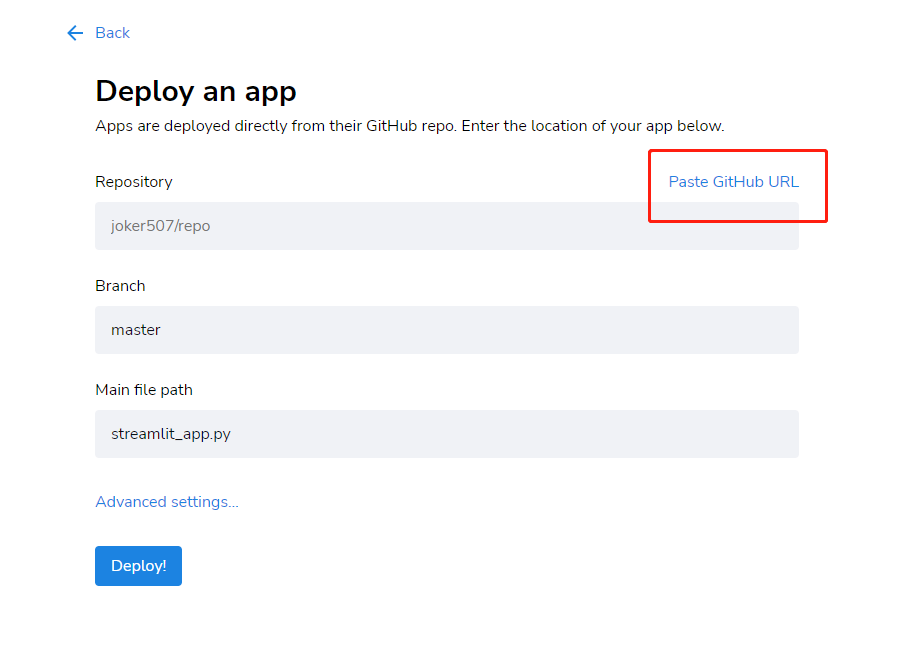 Back
Deploy an app
Apps are deployed directly from their GitHub repo. Enter the location of your app below.
Repository
Paste GitHub URL
joker507/repo
Branch
master
Main file path
streamlit_app.py
Advanced settings...
Deploy!